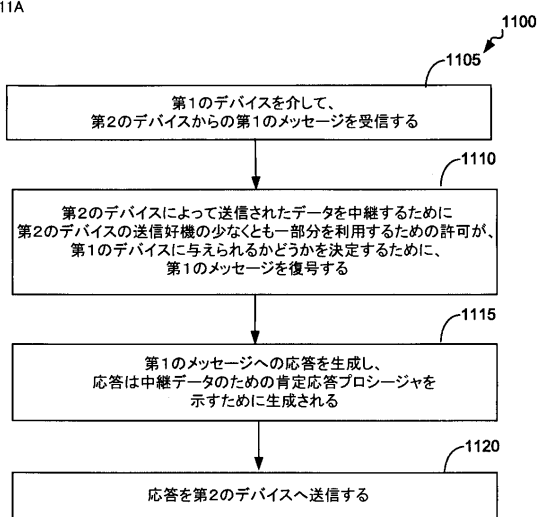 11A
1100
1105
第1のデバイスを介して、
第2のデバイスからの第1のメッセージを受信する
1110
第2のデバイスによって送信されたデータを中継するために
第2のデバイスの送信好機の少なくとも一部分を利用するための許可が、
第1のデバイスに与えられるかどうかを決定するために、
第1のメッセージを復号する
1115
第1のメッセージへの応答を生成し、
応答は中継データのための肯定応答プロシージャを
示すために生成される
1120
応答を第2のデバイスへ送信する